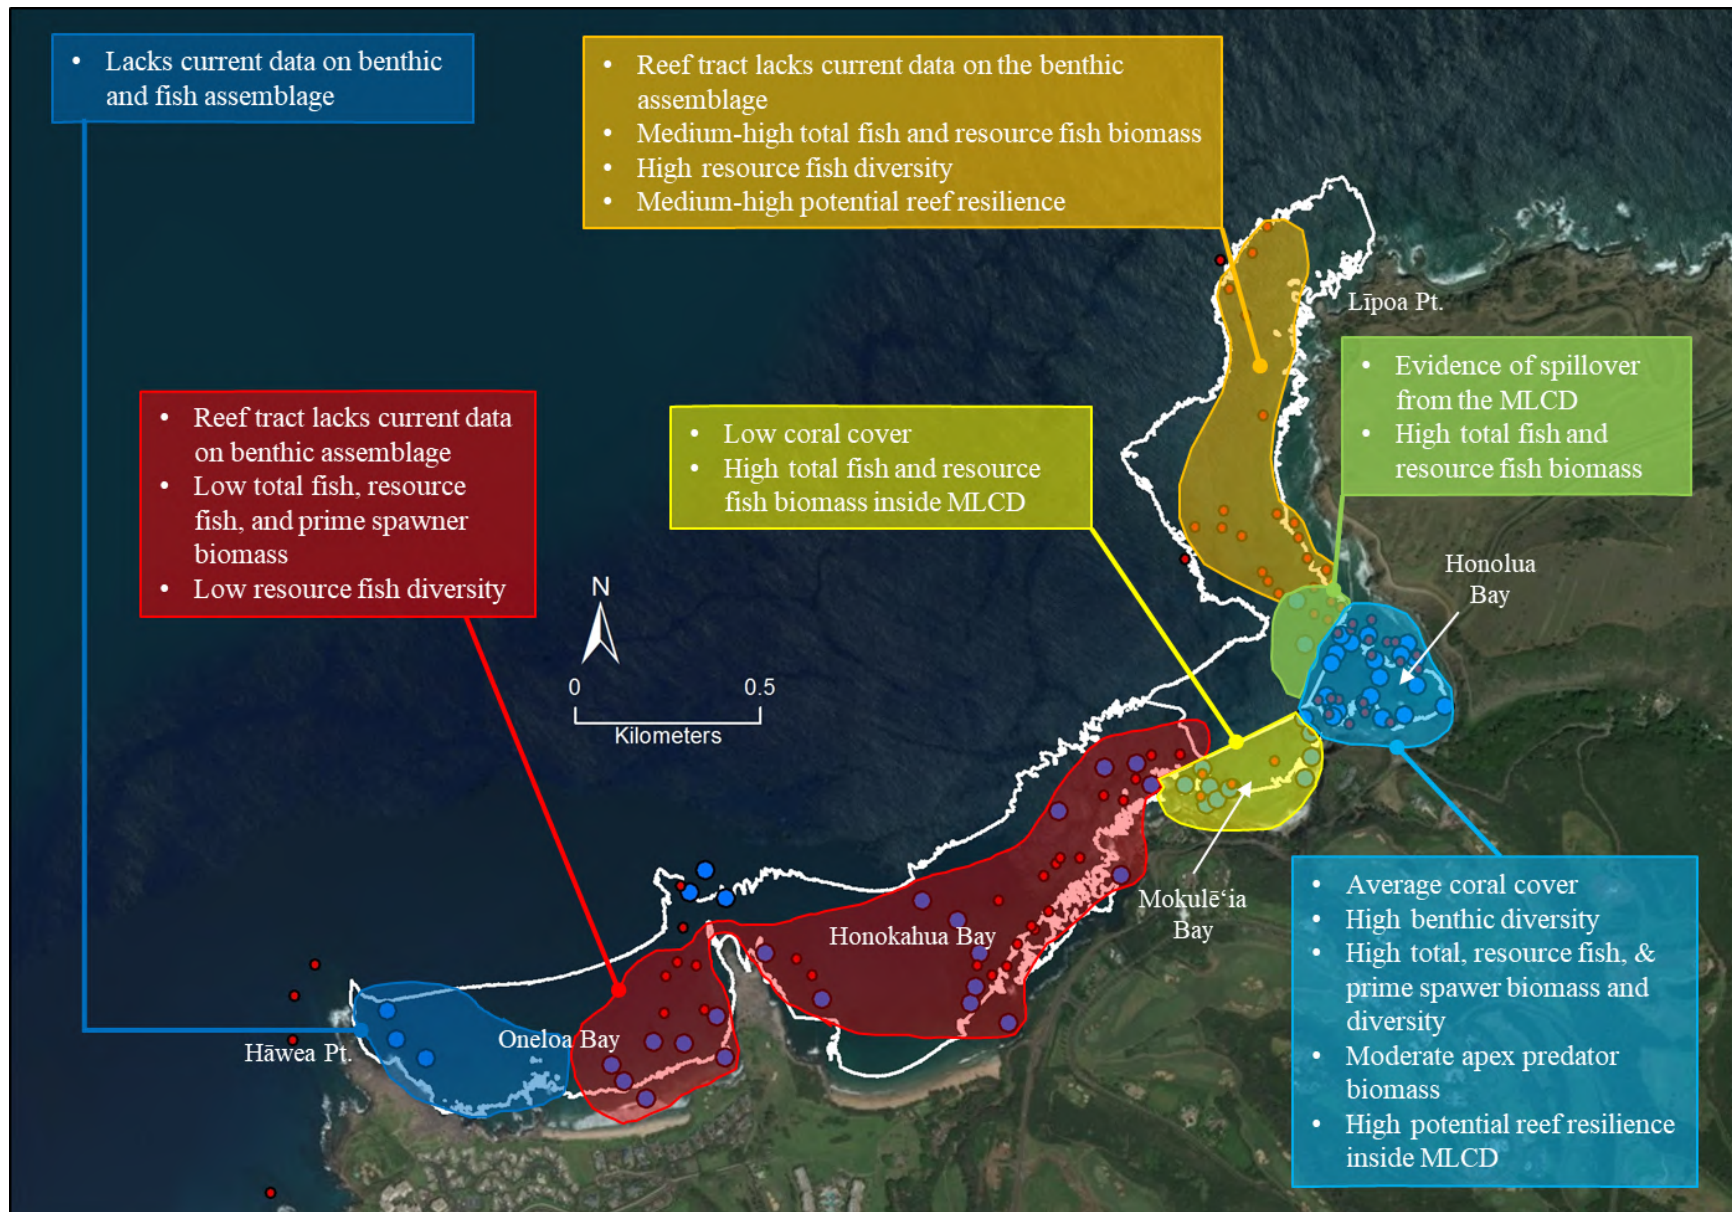 • Lacks current data on benthic
and fish assemblage
• Reef tract lacks current data on the benthic
assemblage
• Medium-high total fish and resource fish biomass
• High resource fish diversity
• Medium-high potential reef resilience
Līpoa Pt.
• Evidence of spillover
from the MLCD
• High total fish and
resource fish biomass
• Reef tract lacks current data
on benthic assemblage
• Low total fish, resource
fish, and prime spawner
biomass
• Low resource fish diversity
• Low coral cover
• High total fish and resource
fish biomass inside MLCD
Honolua
Bay
N
0 0.5
Kilometers
Mokulē‘ia
Bay
Honokahua Bay
Oneloa Bay
Hāwea Pt.
• Average coral cover
• High benthic diversity
• High total, resource fish, &
prime spawer biomass and
diversity
• Moderate apex predator
biomass
• High potential reef resilience
inside MLCD